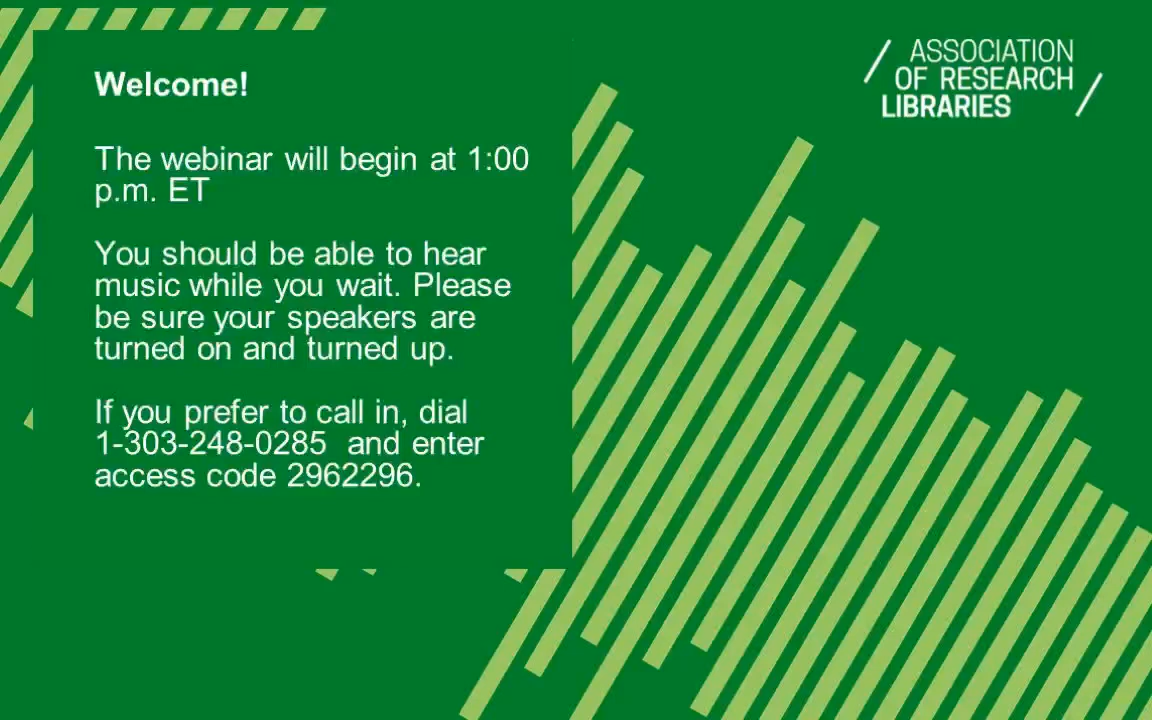 Welcome!
The webinar will begin at 1:00
p.m. ET
You should be able to hear
music while you wait. Please
be sure your speakers are
turned on and turned up.
If you prefer to call in, dial
1-303-248-0285  and enter
access code 2962296.
ASSOCIATION
OF RESEARCH
LIBRARIES